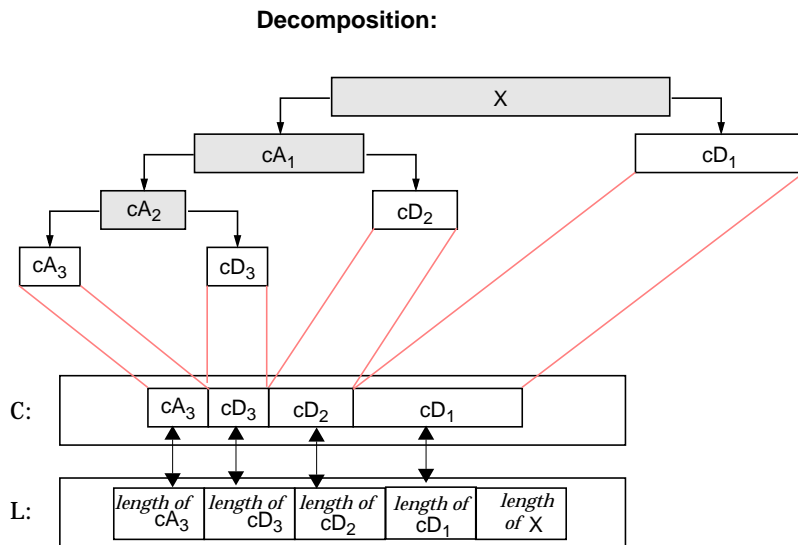 Decomposition:
X
cA1 cD1
cA2 cD2
cA3 cD3
C: cA3 cD3 cD2 cD1
L: length of cA3 length of cD3 length of cD2 length of cD1 length of X